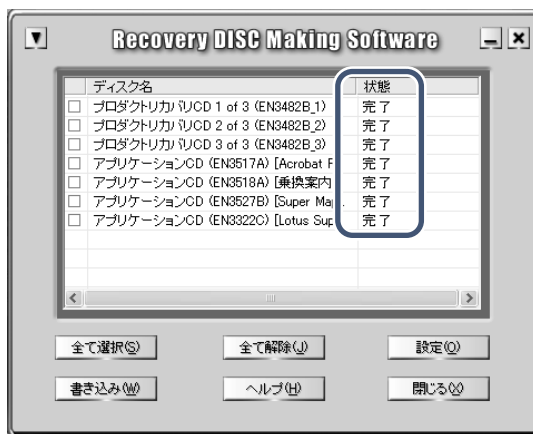 Recovery DISC Making Software
ディスク名 状態
プロダクトリカバリCD 1 of 3 (EN3482B_1) 完了
プロダクトリカバリCD 2 of 3 (EN3482B_2) 完了
プロダクトリカバリCD 3 of 3 (EN3482B_3) 完了
アプリケーションCD (EN3517A) [Acrobat 完了
アプリケーションCD (EN3518A) [乗換案内 完了
アプリケーションCD (EN3527B) [Super Map... 完了
アプリケーションCD (EN3322C) [Lotus Sup 完了
全て選択(S) 全て解除(J) 設定(O)
書き込み(W) ヘルプ(H) 閉じる(X)